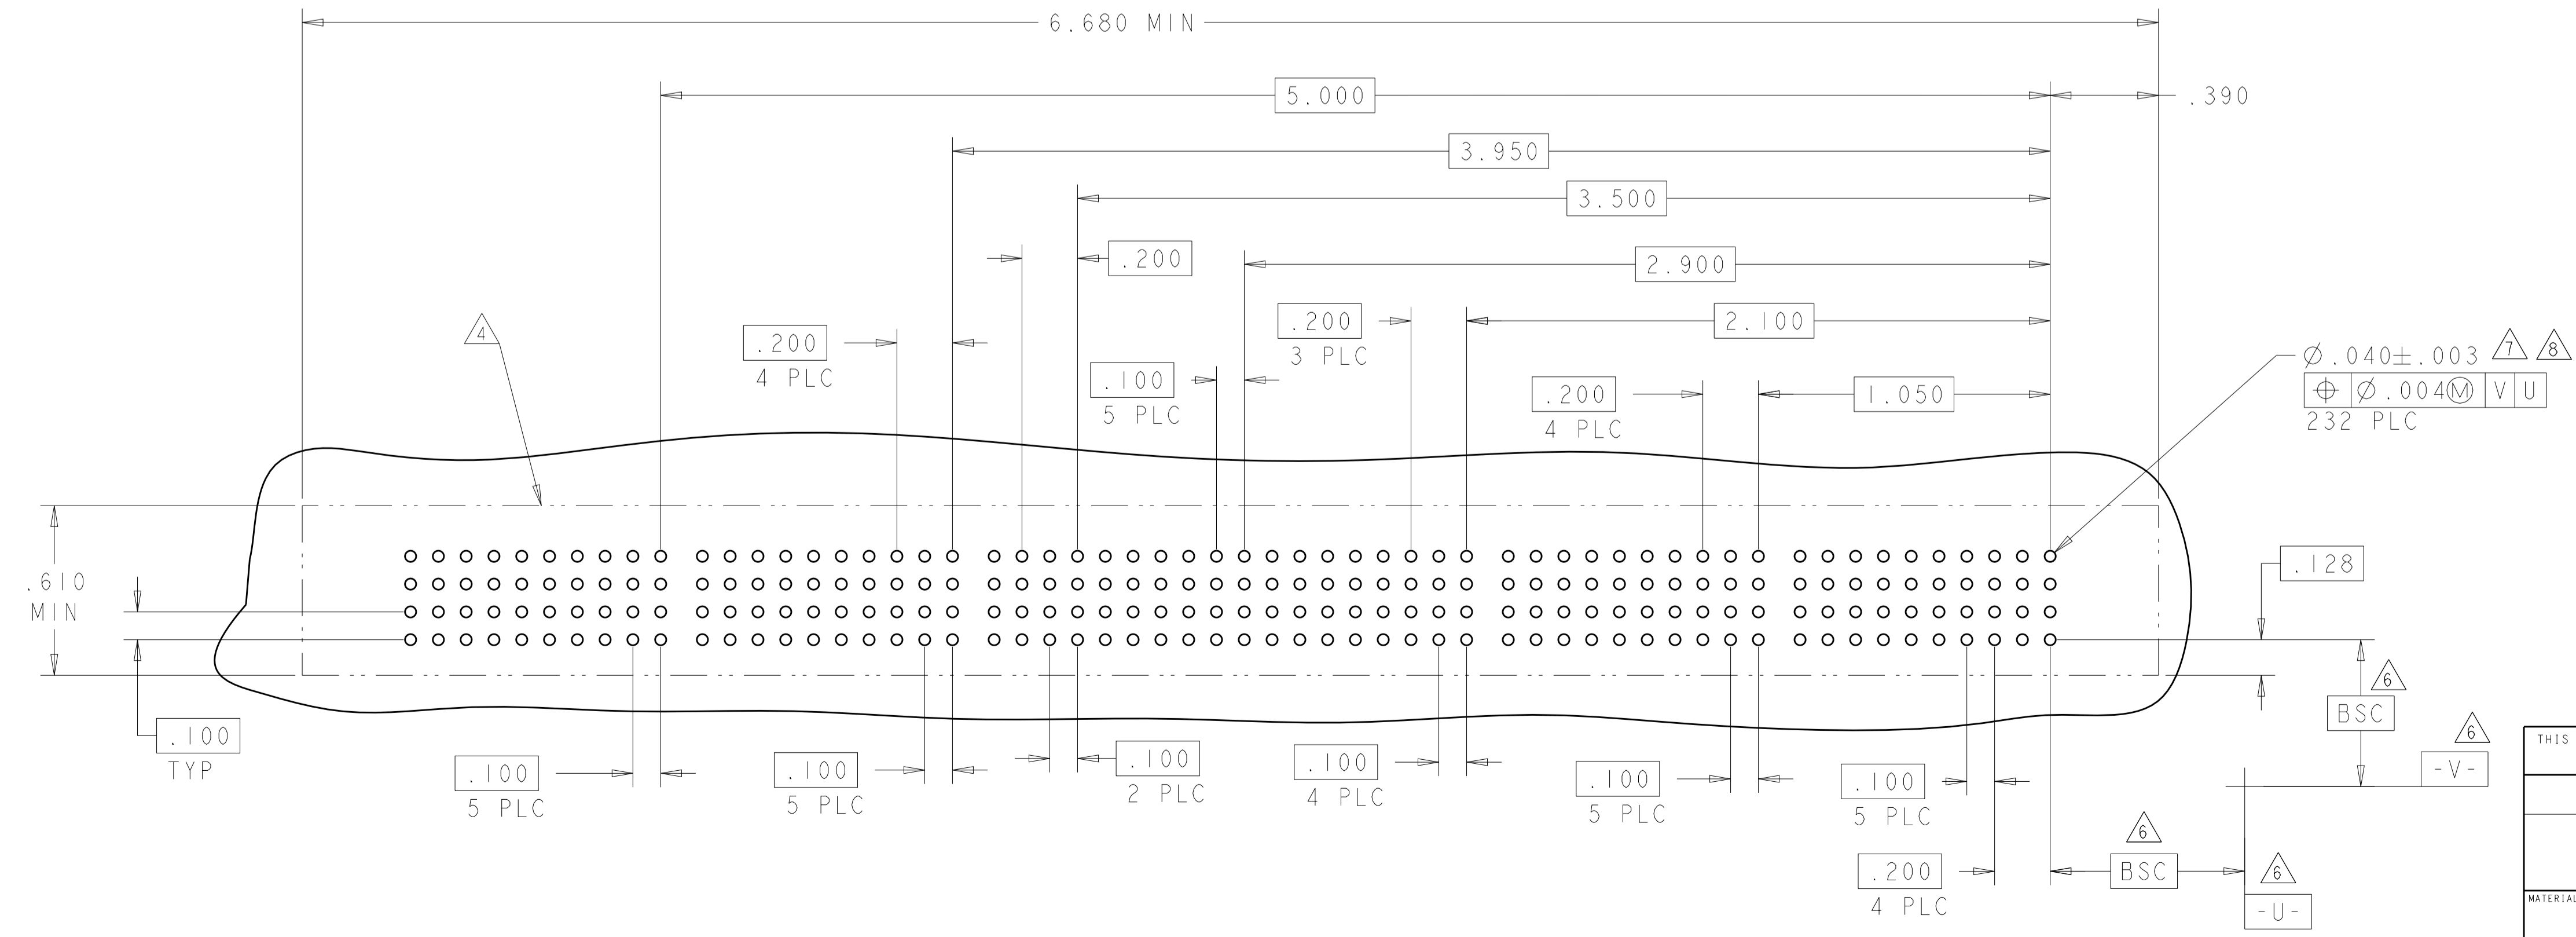 6.680 MIN
5.000
.390
3.950
3.500
.200
2.900
.200
3 PLC
2.100
4
.200
4 PLC
.100
5 PLC
.200
4 PLC
1.050
Ø.040±.003 7 8
⌖ Ø.004Ⓜ V U
232 PLC
.610
MIN
.128
.100
TYP
.100
5 PLC
.100
5 PLC
.100
2 PLC
.100
4 PLC
.100
5 PLC
.100
5 PLC
.200
4 PLC
6
BSC
6
-V-
6
BSC
6
-U-
THIS
MATERIAL